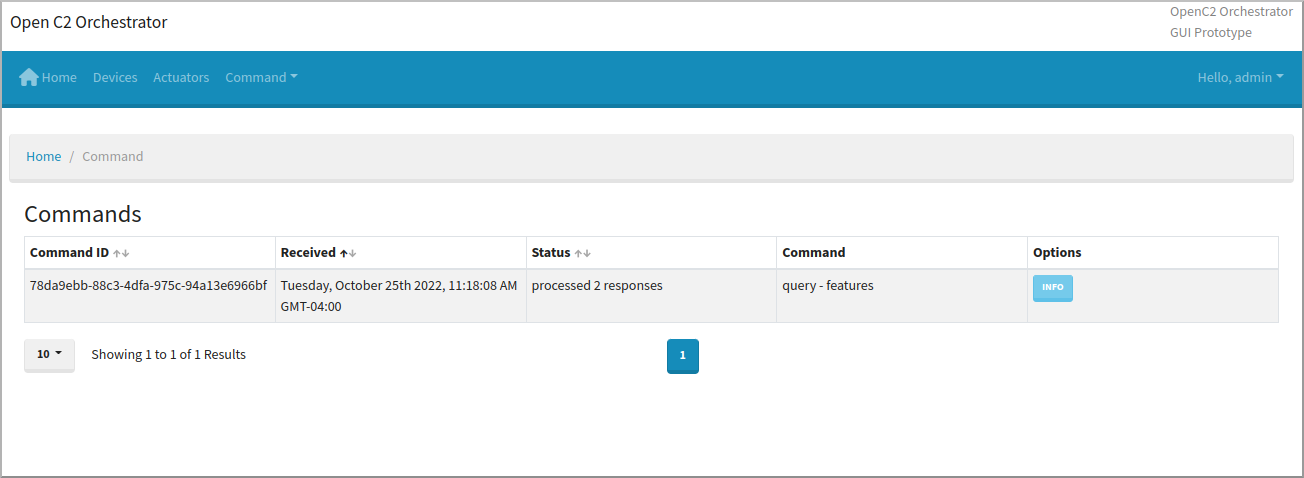 Open C2 Orchestrator
OpenC2 Orchestrator
GUI Prototype
Home Devices Actuators Command Hello, admin
Home / Command
Commands
Command ID Received Status Command Options
78da9ebb-88c3-4dfa-975c-94a13e6966bf Tuesday, October 25th 2022, 11:18:08 AM processed 2 responses query - features INFO
GMT-04:00
10 Showing 1 to 1 of 1 Results 1